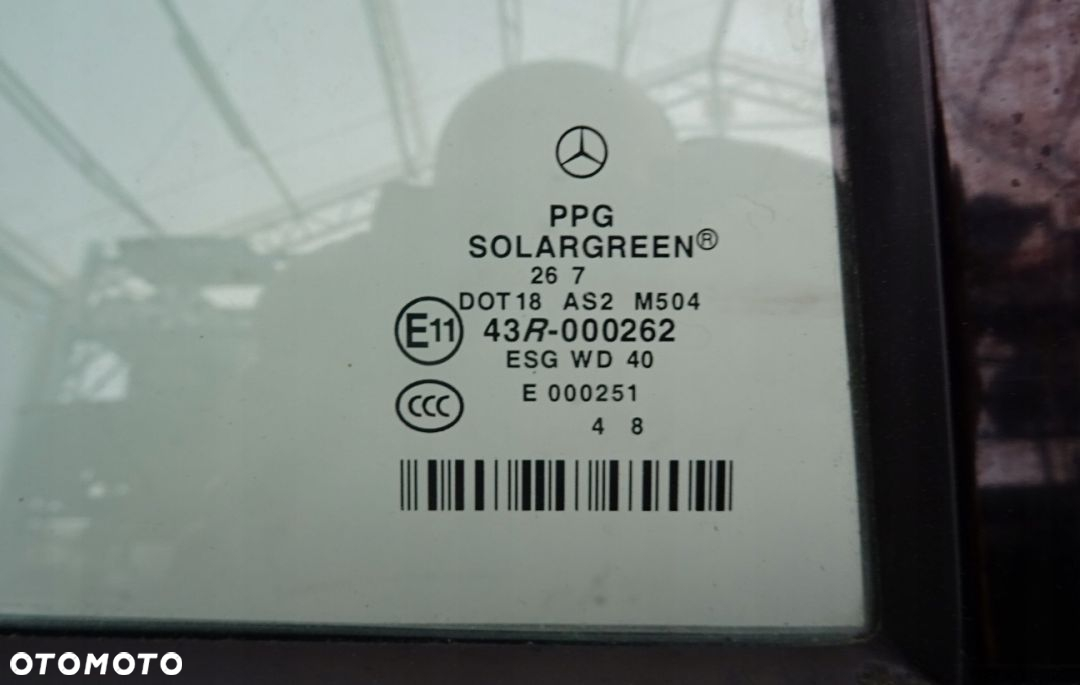 PPG
SOLARGREEN®
26 7
DOT18 AS2 M504
E11 43R-000262
ESG WD 40
CCC E 000251
4 8
OTOMOTO